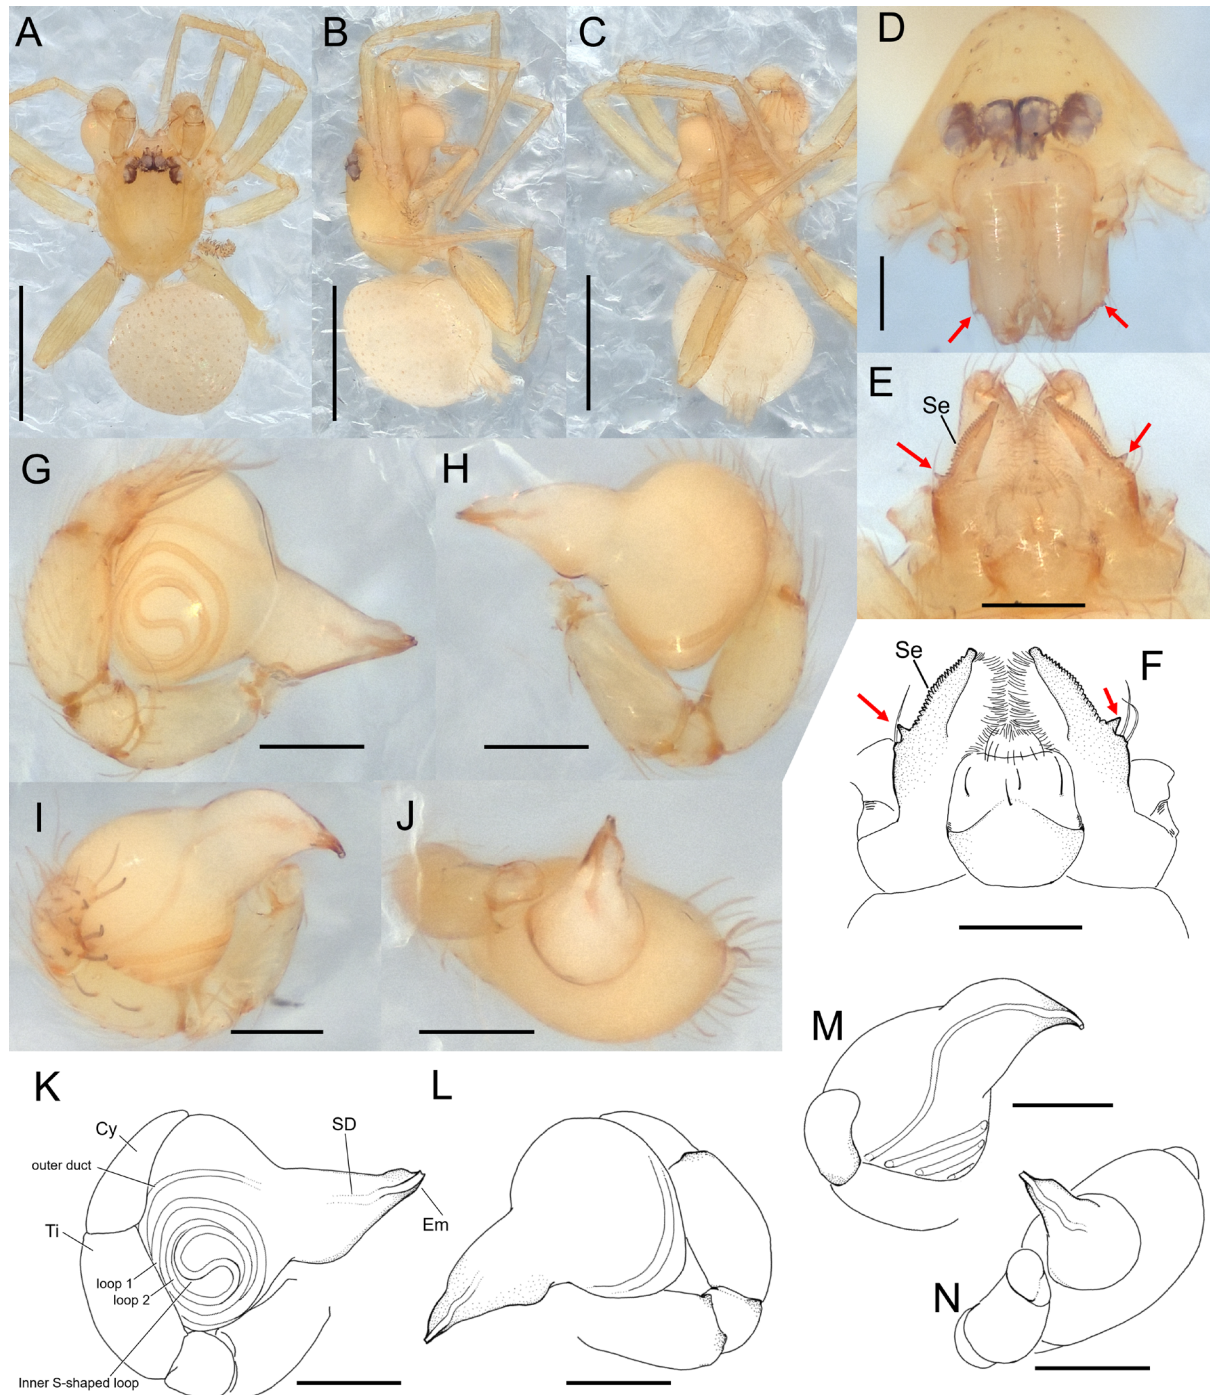 A
B
C
D
E
Se
F
Se
G
H
I
J
K
Cy
outer duct
SD
Ti
Em
loop 1
loop 2
Inner S-shaped loop
L
M
N